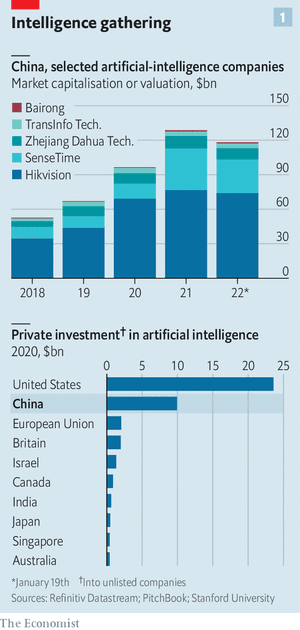 Intelligence gathering
1
China, selected artificial-intelligence companies
Market capitalisation or valuation, $bn
150
Bairong
TransInfo Tech.
120
Zhejiang Dahua Tech.
SenseTime
90
Hikvision
60
30
0
2018 19 20 21 22*
Private investment† in artificial intelligence
2020, $bn
0 5 10 15 20 25
United States
China
European Union
Britain
Israel
Canada
India
Japan
Singapore
Australia
*January 19th †Into unlisted companies
Sources: Refinitiv Datastream; PitchBook; Stanford University
The Economist